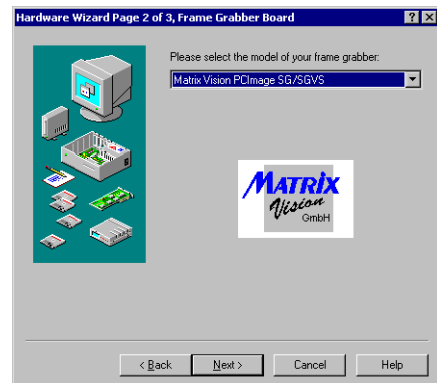 Hardware Wizard Page 2 of 3, Frame Grabber Board
Please select the model of your frame grabber:
Matrix Vision PCImage SG/SGVS
MATRIX
Vision
GmbH
< Back Next > Cancel Help